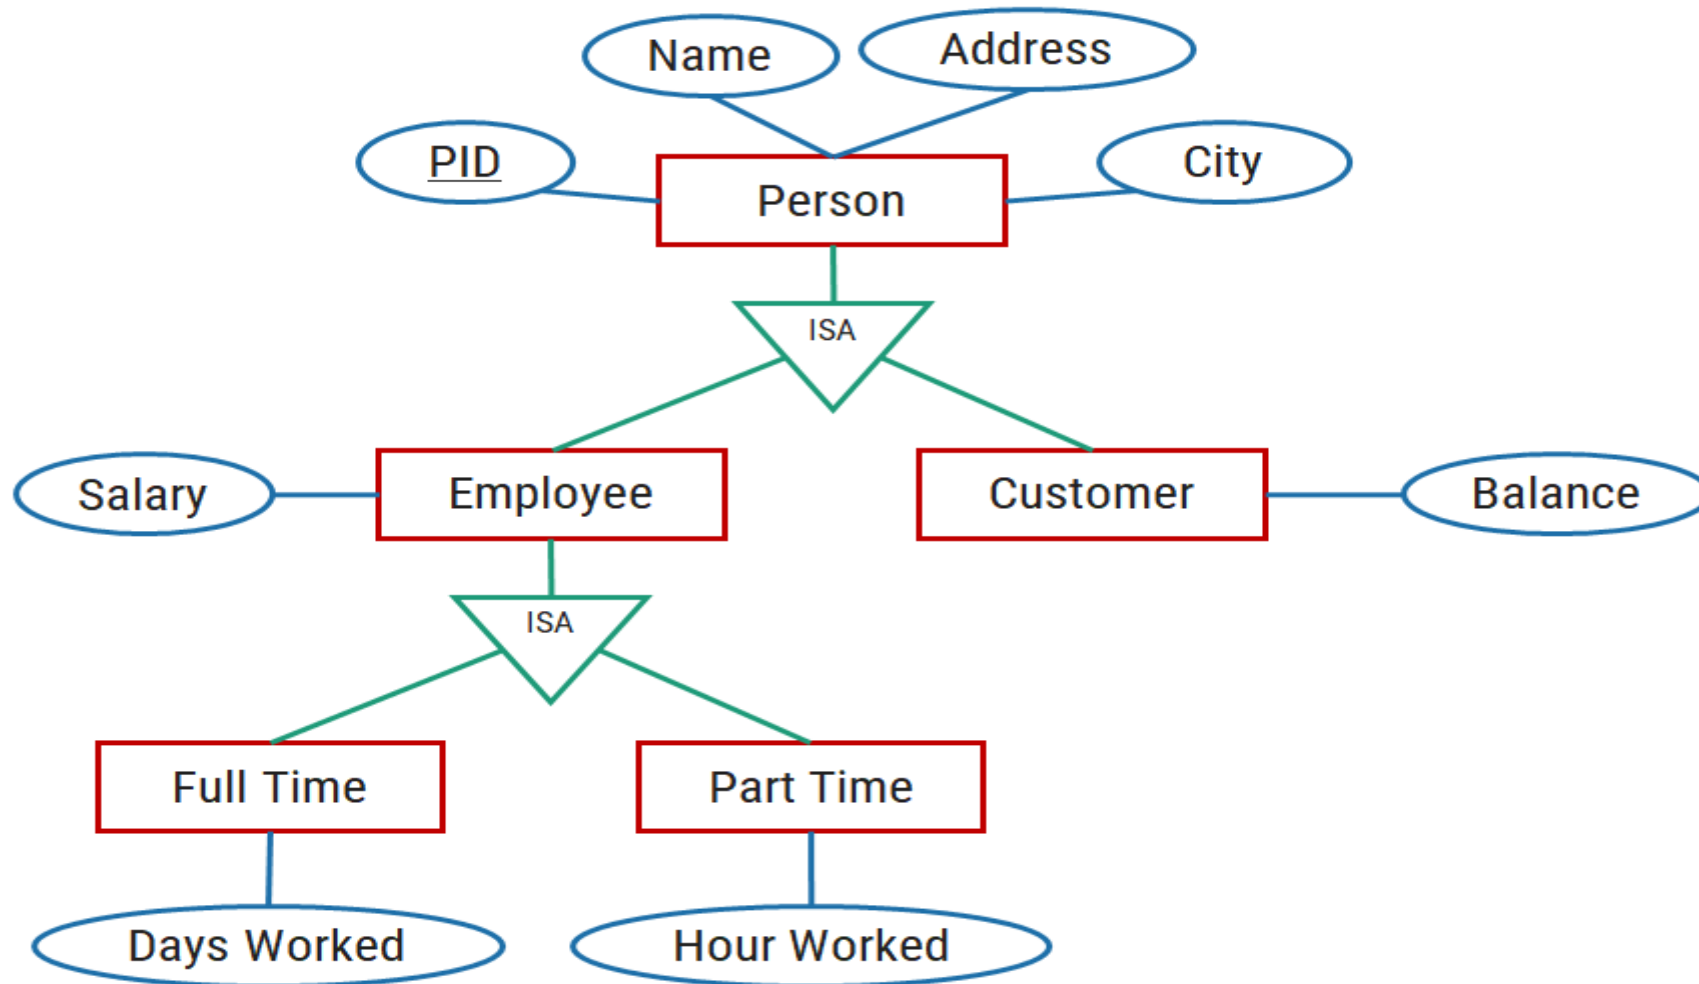 Name
Address
PID
City
Person
ISA
Salary
Employee
Customer
Balance
ISA
Full Time
Part Time
Days Worked
Hour Worked